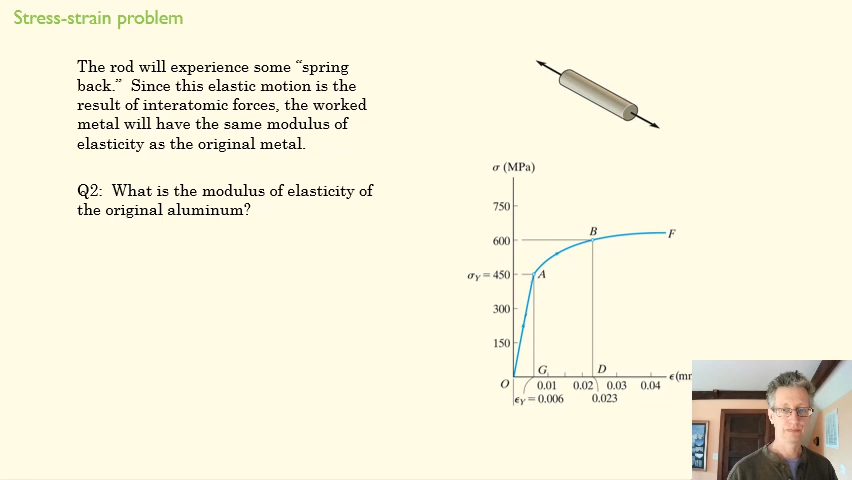 Stress-strain problem
The rod will experience some “spring
back.” Since this elastic motion is the
result of interatomic forces, the worked
metal will have the same modulus of
elasticity as the original metal.
Q2: What is the modulus of elasticity of
the original aluminum?
σ (MPa)
750
600
B
F
σY = 450
A
300
150
O
G
D
ϵ (mm
0.01 0.02 0.03 0.04
ϵY = 0.006 0.023